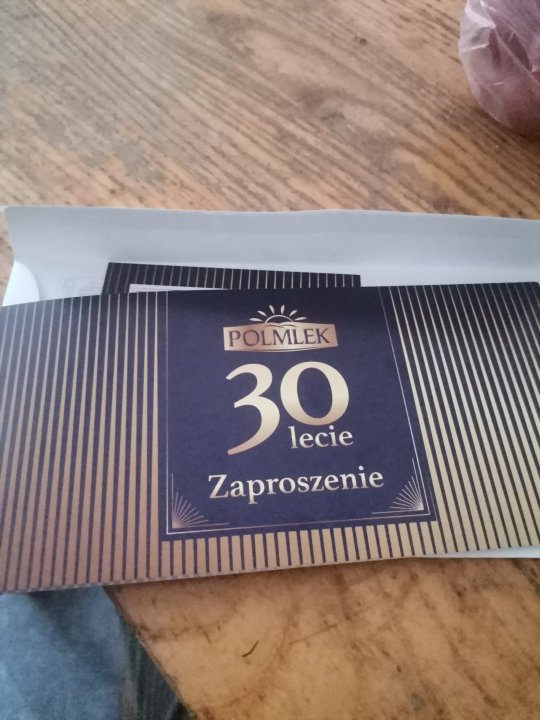 POLMLEK
30
lecie
Zaproszenie